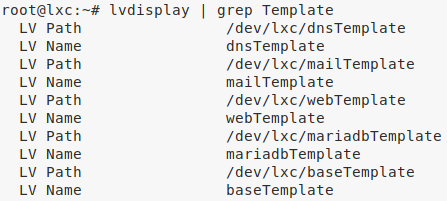 root@lxc:~# lvdisplay | grep Template
  LV Path                /dev/lxc/dnsTemplate
  LV Name                dnsTemplate
  LV Path                /dev/lxc/mailTemplate
  LV Name                mailTemplate
  LV Path                /dev/lxc/webTemplate
  LV Name                webTemplate
  LV Path                /dev/lxc/mariadbTemplate
  LV Name                mariadbTemplate
  LV Path                /dev/lxc/baseTemplate
  LV Name                baseTemplate